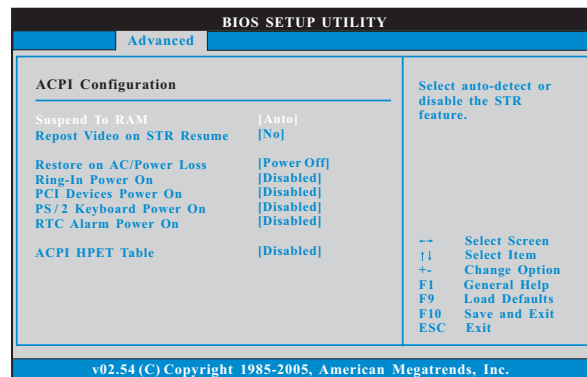 BIOS SETUP UTILITY
Advanced
ACPI Configuration
Suspend To RAM [Auto]
Repost Video on STR Resume [No]
Restore on AC/Power Loss [Power Off]
Ring-In Power On [Disabled]
PCI Devices Power On [Disabled]
PS/2 Keyboard Power On [Disabled]
RTC Alarm Power On [Disabled]
ACPI HPET Table [Disabled]
Select auto-detect or
disable the STR
feature.
←→ Select Screen
↑↓ Select Item
+- Change Option
F1 General Help
F9 Load Defaults
F10 Save and Exit
ESC Exit
v02.54 (C) Copyright 1985-2005, American Megatrends, Inc.